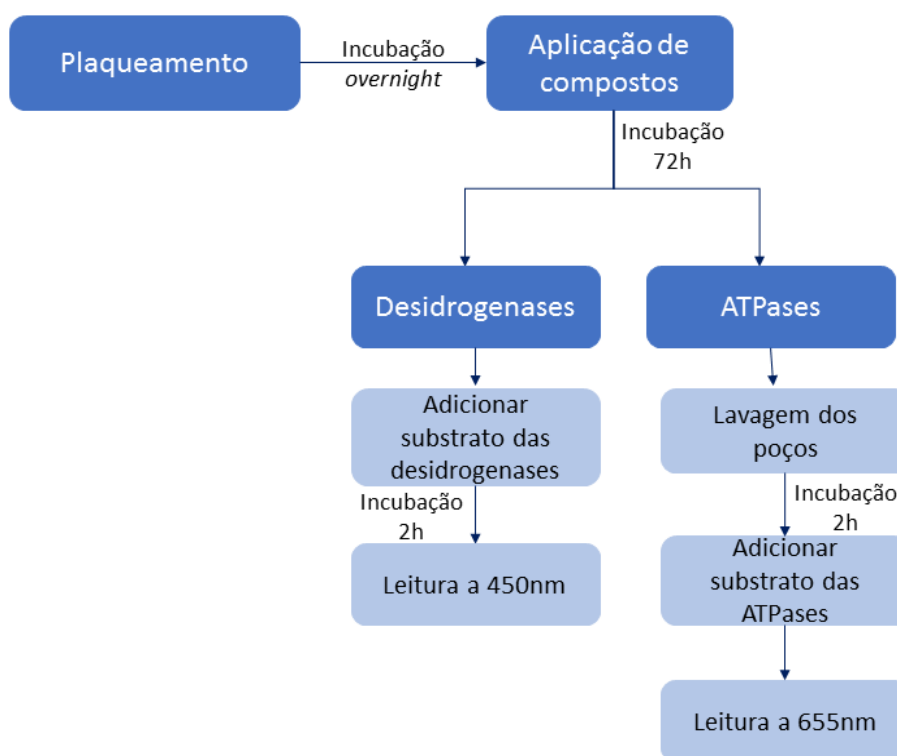 Plaqueamento
Incubação
overnight
Aplicação de
compostos
Incubação
72h
Desidrogenases
ATPases
Adicionar
substrato das
desidrogenases
Incubação
2h
Leitura a 450nm
Lavagem dos
poços
Incubação
2h
Adicionar
substrato das
ATPases
Leitura a 655nm